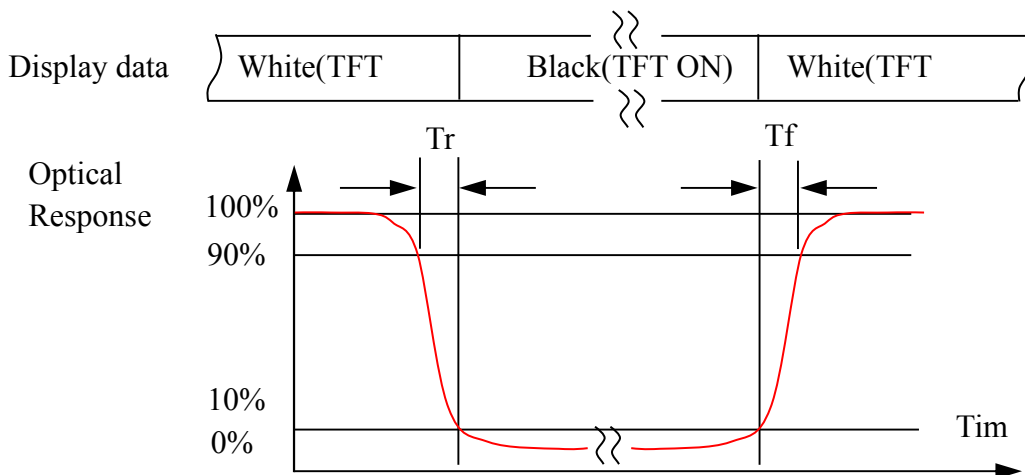 Display data
White(TFT
Black(TFT ON)
White(TFT
Tr
Tf
Optical
Response
100%
90%
10%
0%
Tim